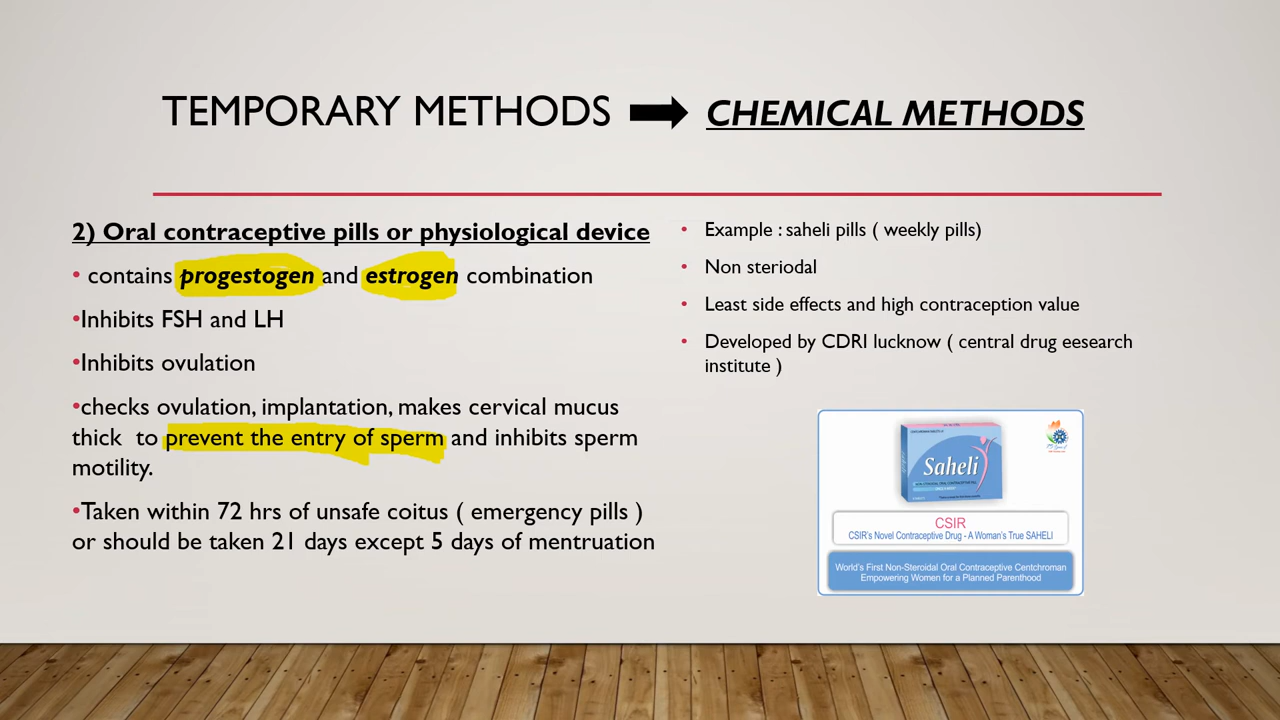 TEMPORARY METHODS CHEMICAL METHODS
2) Oral contraceptive pills or physiological device
• contains progestogen and estrogen combination
•Inhibits FSH and LH
•Inhibits ovulation
•checks ovulation, implantation, makes cervical mucus
thick to prevent the entry of sperm and inhibits sperm
motility.
•Taken within 72 hrs of unsafe coitus ( emergency pills )
or should be taken 21 days except 5 days of mentruation
• Example : saheli pills ( weekly pills)
• Non steriodal
• Least side effects and high contraception value
• Developed by CDRI lucknow ( central drug eesearch
institute )
Saheli
CSIR
CSIR's Novel Contraceptive Drug - A Woman's True SAHELI
World's First Non-Steroidal Oral Contraceptive Centchroman
Empowering Women for a Planned Parenthood